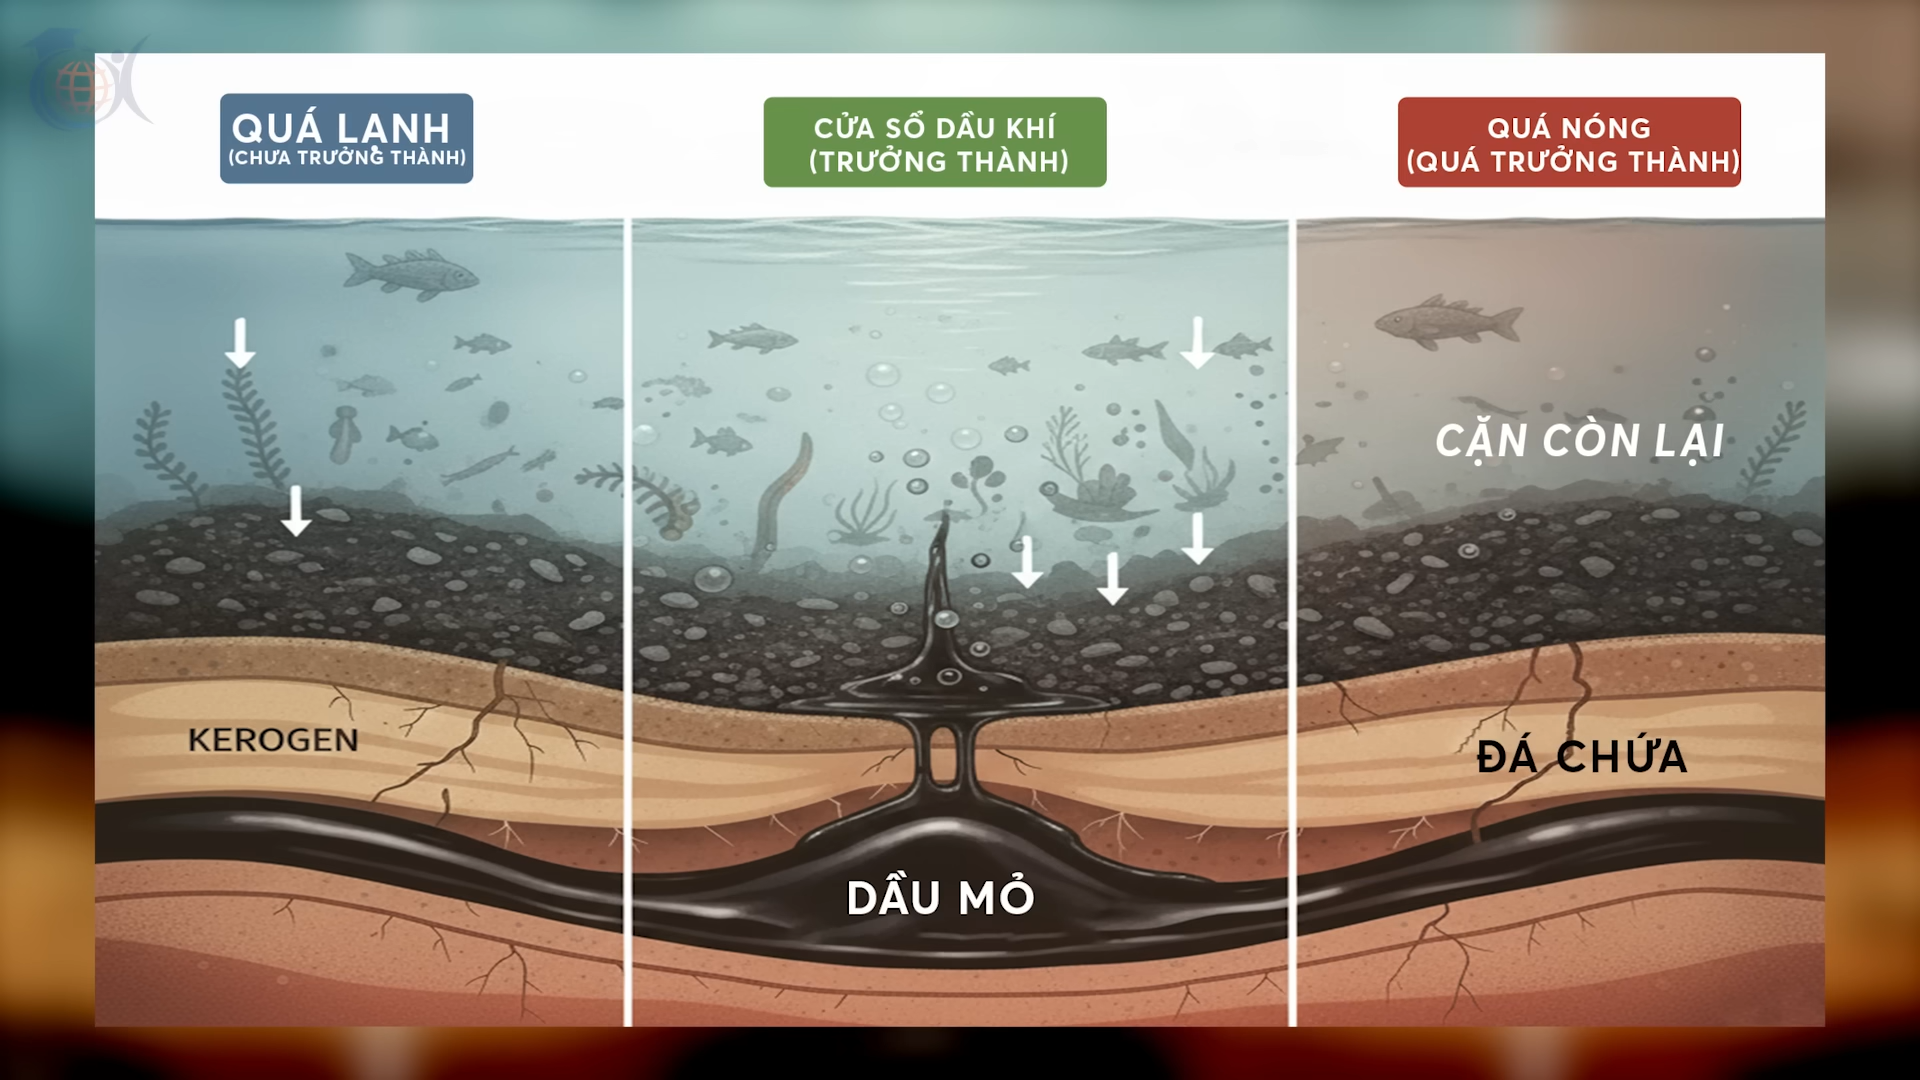 QUÁ LẠNH
(CHƯA TRƯỞNG THÀNH)
CỬA SỔ DẦU KHÍ
(TRƯỞNG THÀNH)
QUÁ NÓNG
(QUÁ TRƯỞNG THÀNH)
CẶN CÒN LẠI
KEROGEN
ĐÁ CHỨA
DẦU MỎ